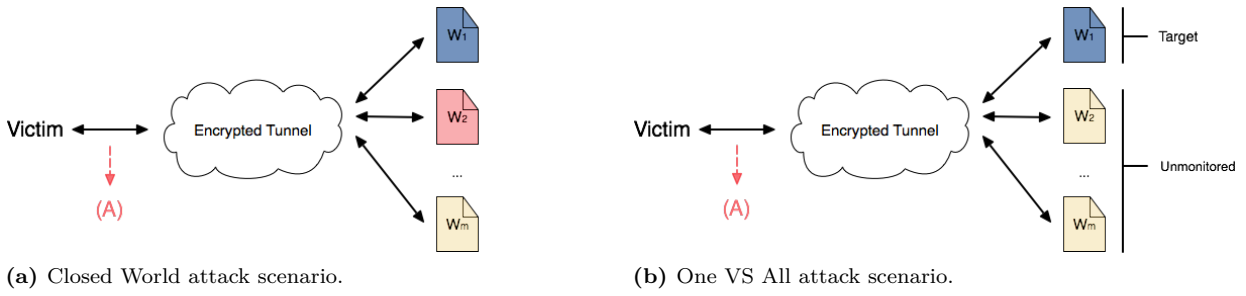 W1
Victim
Encrypted Tunnel
W2
...
(A)
Wm
(a) Closed World attack scenario.
W1
Target
Victim
Encrypted Tunnel
W2
Unmonitored
...
(A)
Wm
(b) One VS All attack scenario.